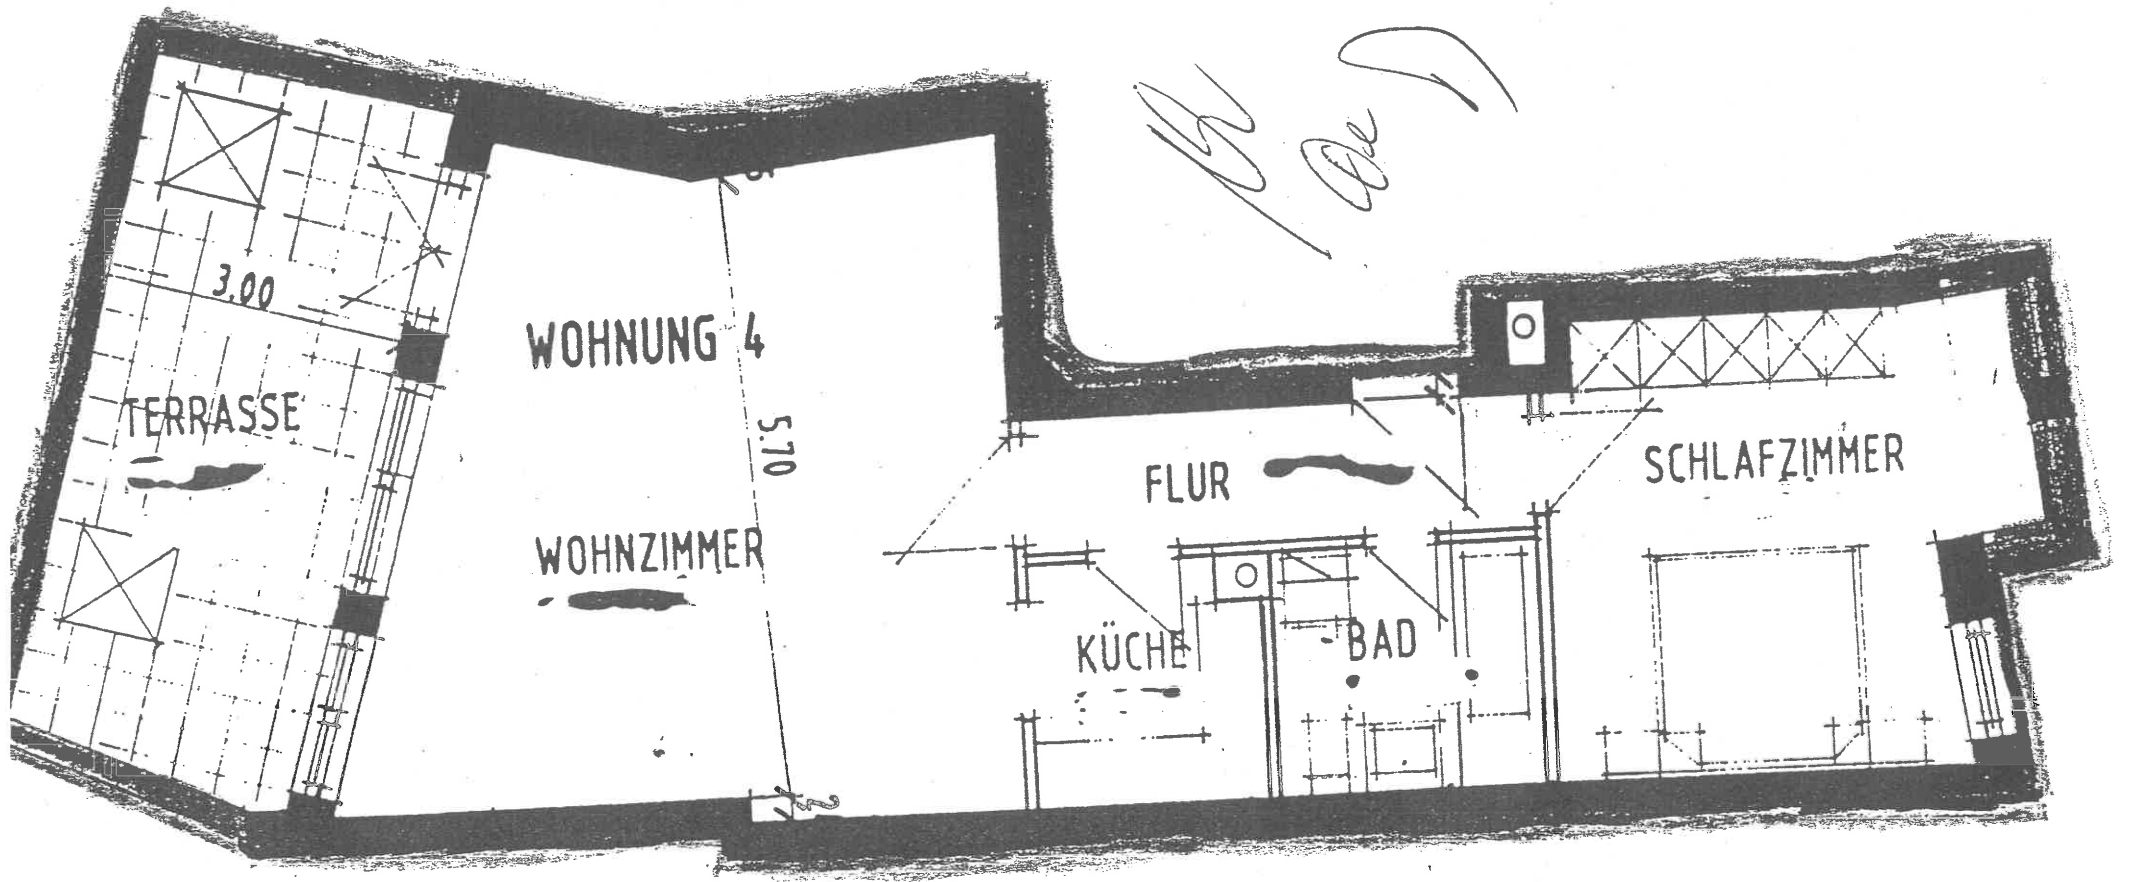 3.00
WOHNUNG 4
TERRASSE
5.70
FLUR
SCHLAFZIMMER
WOHNZIMMER
KÜCHE
BAD